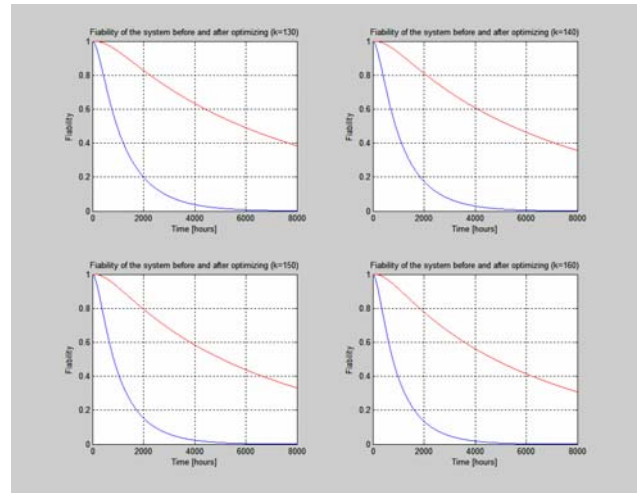 Fiability of the system before and after optimizing (k=130)
1
0.8
0.6
0.4
0.2
0
Fiability
0 2000 4000 6000 8000
Time [hours]
Fiability of the system before and after optimizing (k=140)
1
0.8
0.6
0.4
0.2
0
Fiability
0 2000 4000 6000 8000
Time [hours]
Fiability of the system before and after optimizing (k=150)
1
0.8
0.6
0.4
0.2
0
Fiability
0 2000 4000 6000 8000
Time [hours]
Fiability of the system before and after optimizing (k=160)
1
0.8
0.6
0.4
0.2
0
Fiability
0 2000 4000 6000 8000
Time [hours]